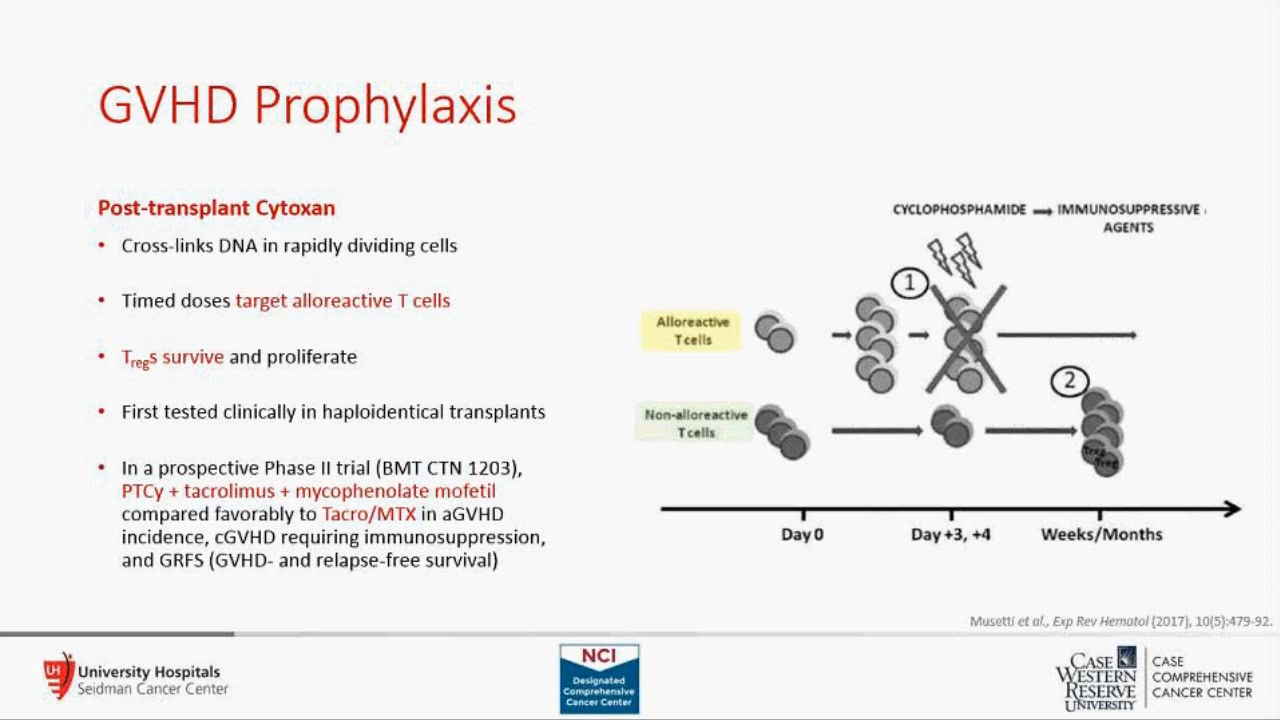 GVHD Prophylaxis
Post-transplant Cytoxan
• Cross-links DNA in rapidly dividing cells
• Timed doses target alloreactive T cells
• Tregs survive and proliferate
• First tested clinically in haploidentical transplants
• In a prospective Phase II trial (BMT CTN 1203),
PTCy + tacrolimus + mycophenolate mofetil
compared favorably to Tacro/MTX in aGVHD
incidence, cGVHD requiring immunosuppression,
and GRFS (GVHD- and relapse-free survival)
CYCLOPHOSPHAMIDE → IMMUNOSUPPRESSIVE
AGENTS
1
Alloreactive
T cells
2
Non-alloreactive
T cells
Treg
Treg
Day 0
Day +3, +4
Weeks/Months
Musetti et al., Exp Rev Hematol (2017), 10(5):479-92.
UH
University Hospitals
Seidman Cancer Center
NCI
Designated
Comprehensive
Cancer Center
CASE
WESTERN
RESERVE
UNIVERSITY
CASE
COMPREHENSIVE
CANCER CENTER